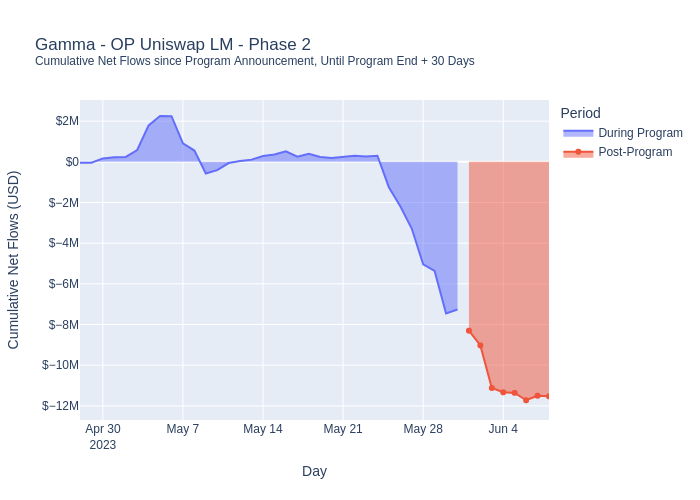 Gamma - OP Uniswap LM - Phase 2
Cumulative Net Flows since Program Announcement, Until Program End + 30 Days
Period
During Program
Post-Program
Cumulative Net Flows (USD)
$2M
$0
$−2M
$−4M
$−6M
$−8M
$−10M
$−12M
Apr 30
2023
May 7
May 14
May 21
May 28
Jun 4
Day